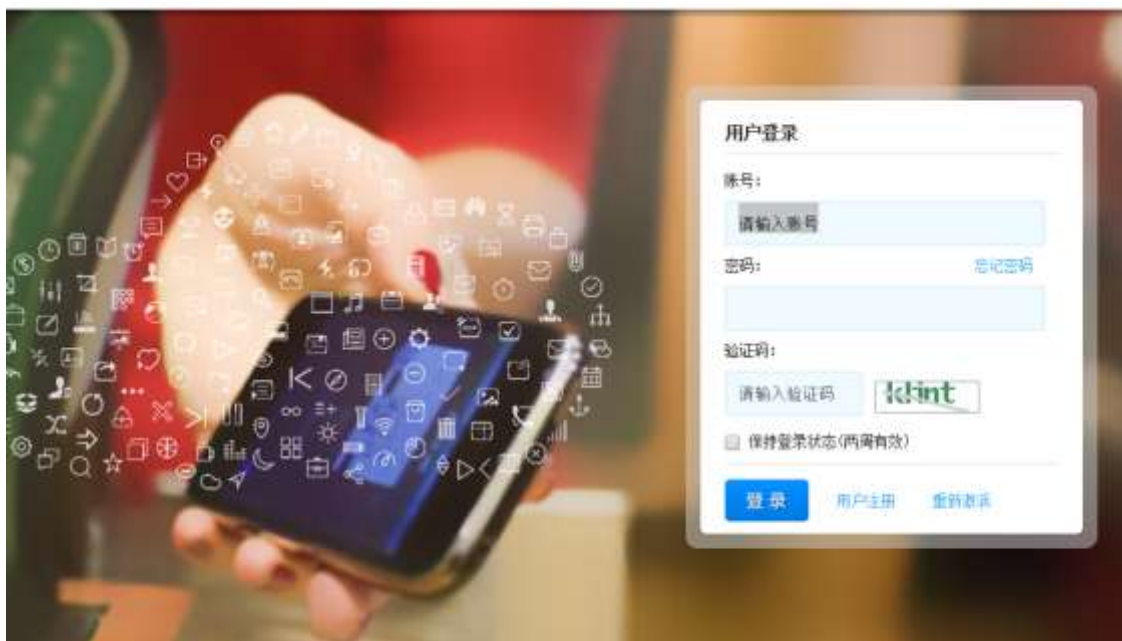 用户登录
账号:
请输入账号
密码: 忘记密码
验证码:
请输入验证码 klint
保持登录状态(两周有效)
登 录 用户注册 重新激活